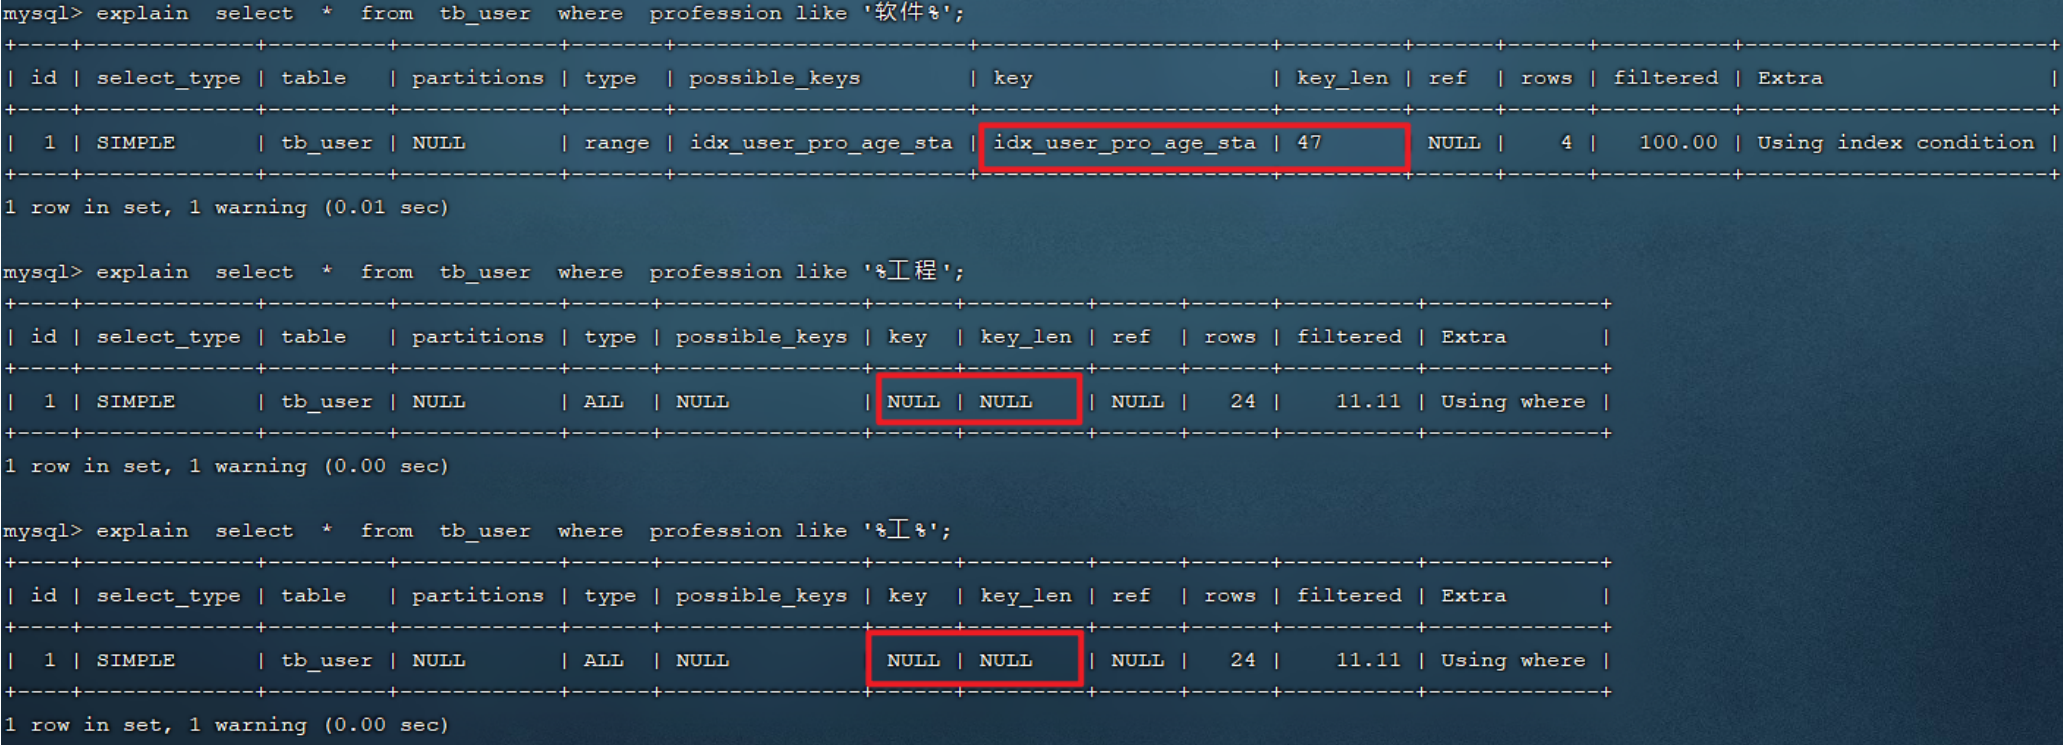 mysql> explain  select  *  from  tb_user  where  profession like '软件%';
+----+-------------+---------+------------+-------+----------------------+----------------------+---------+------+------+----------+-----------------------+
| id | select_type | table   | partitions | type  | possible_keys        | key                  | key_len | ref  | rows | filtered | Extra                 |
+----+-------------+---------+------------+-------+----------------------+----------------------+---------+------+------+----------+-----------------------+
|  1 | SIMPLE      | tb_user | NULL       | range | idx_user_pro_age_sta | idx_user_pro_age_sta | 47      | NULL |    4 |   100.00 | Using index condition |
+----+-------------+---------+------------+-------+----------------------+----------------------+---------+------+------+----------+-----------------------+
1 row in set, 1 warning (0.01 sec)
mysql> explain  select  *  from  tb_user  where  profession like '%工程';
+----+-------------+---------+------------+------+---------------+------+---------+------+------+----------+-------------+
| id | select_type | table   | partitions | type | possible_keys | key  | key_len | ref  | rows | filtered | Extra       |
+----+-------------+---------+------------+------+---------------+------+---------+------+------+----------+-------------+
|  1 | SIMPLE      | tb_user | NULL       | ALL  | NULL          | NULL | NULL    | NULL |   24 |    11.11 | Using where |
+----+-------------+---------+------------+------+---------------+------+---------+------+------+----------+-------------+
1 row in set, 1 warning (0.00 sec)
mysql> explain  select  *  from  tb_user  where  profession like '%工%';
+----+-------------+---------+------------+------+---------------+------+---------+------+------+----------+-------------+
| id | select_type | table   | partitions | type | possible_keys | key  | key_len | ref  | rows | filtered | Extra       |
+----+-------------+---------+------------+------+---------------+------+---------+------+------+----------+-------------+
|  1 | SIMPLE      | tb_user | NULL       | ALL  | NULL          | NULL | NULL    | NULL |   24 |    11.11 | Using where |
+----+-------------+---------+------------+------+---------------+------+---------+------+------+----------+-------------+
1 row in set, 1 warning (0.00 sec)